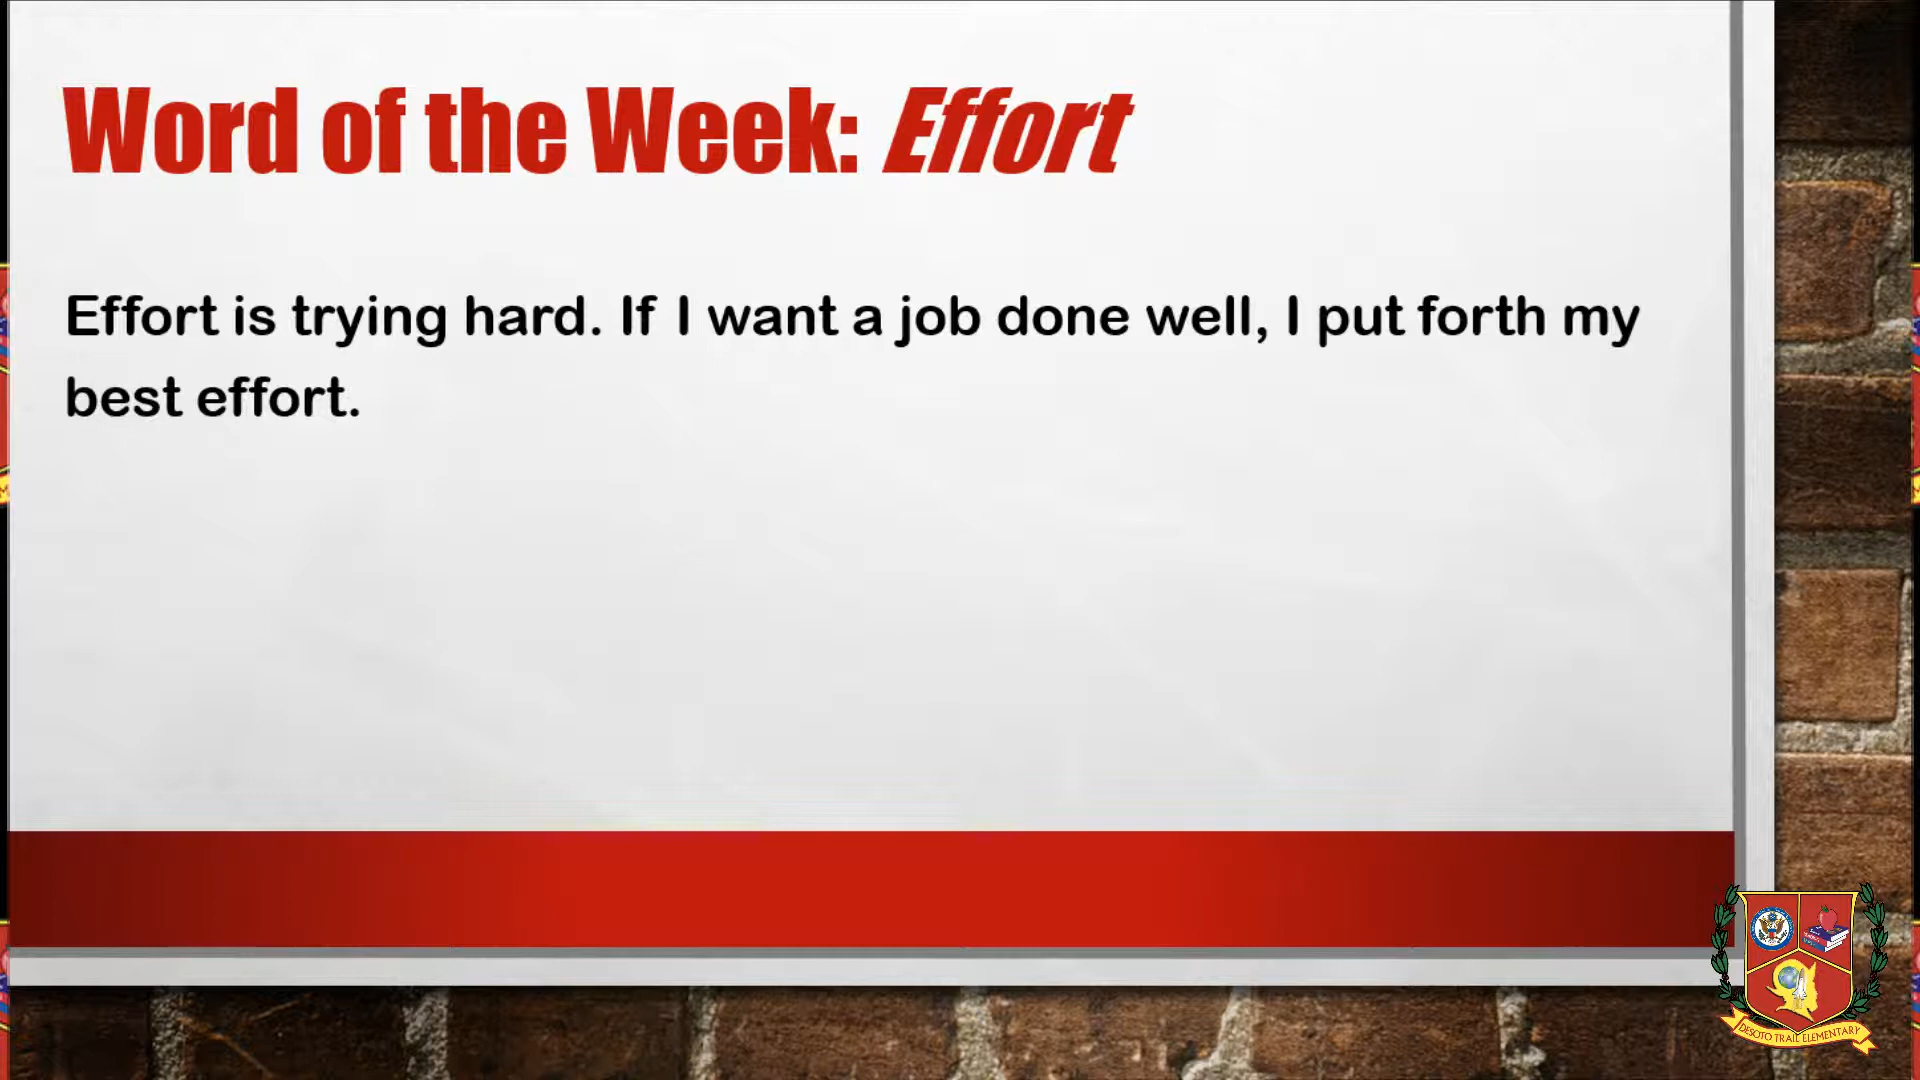 Word of the Week: Effort
Effort is trying hard. If I want a job done well, I put forth my
best effort.
DESOTO TRAIL ELEMENTARY